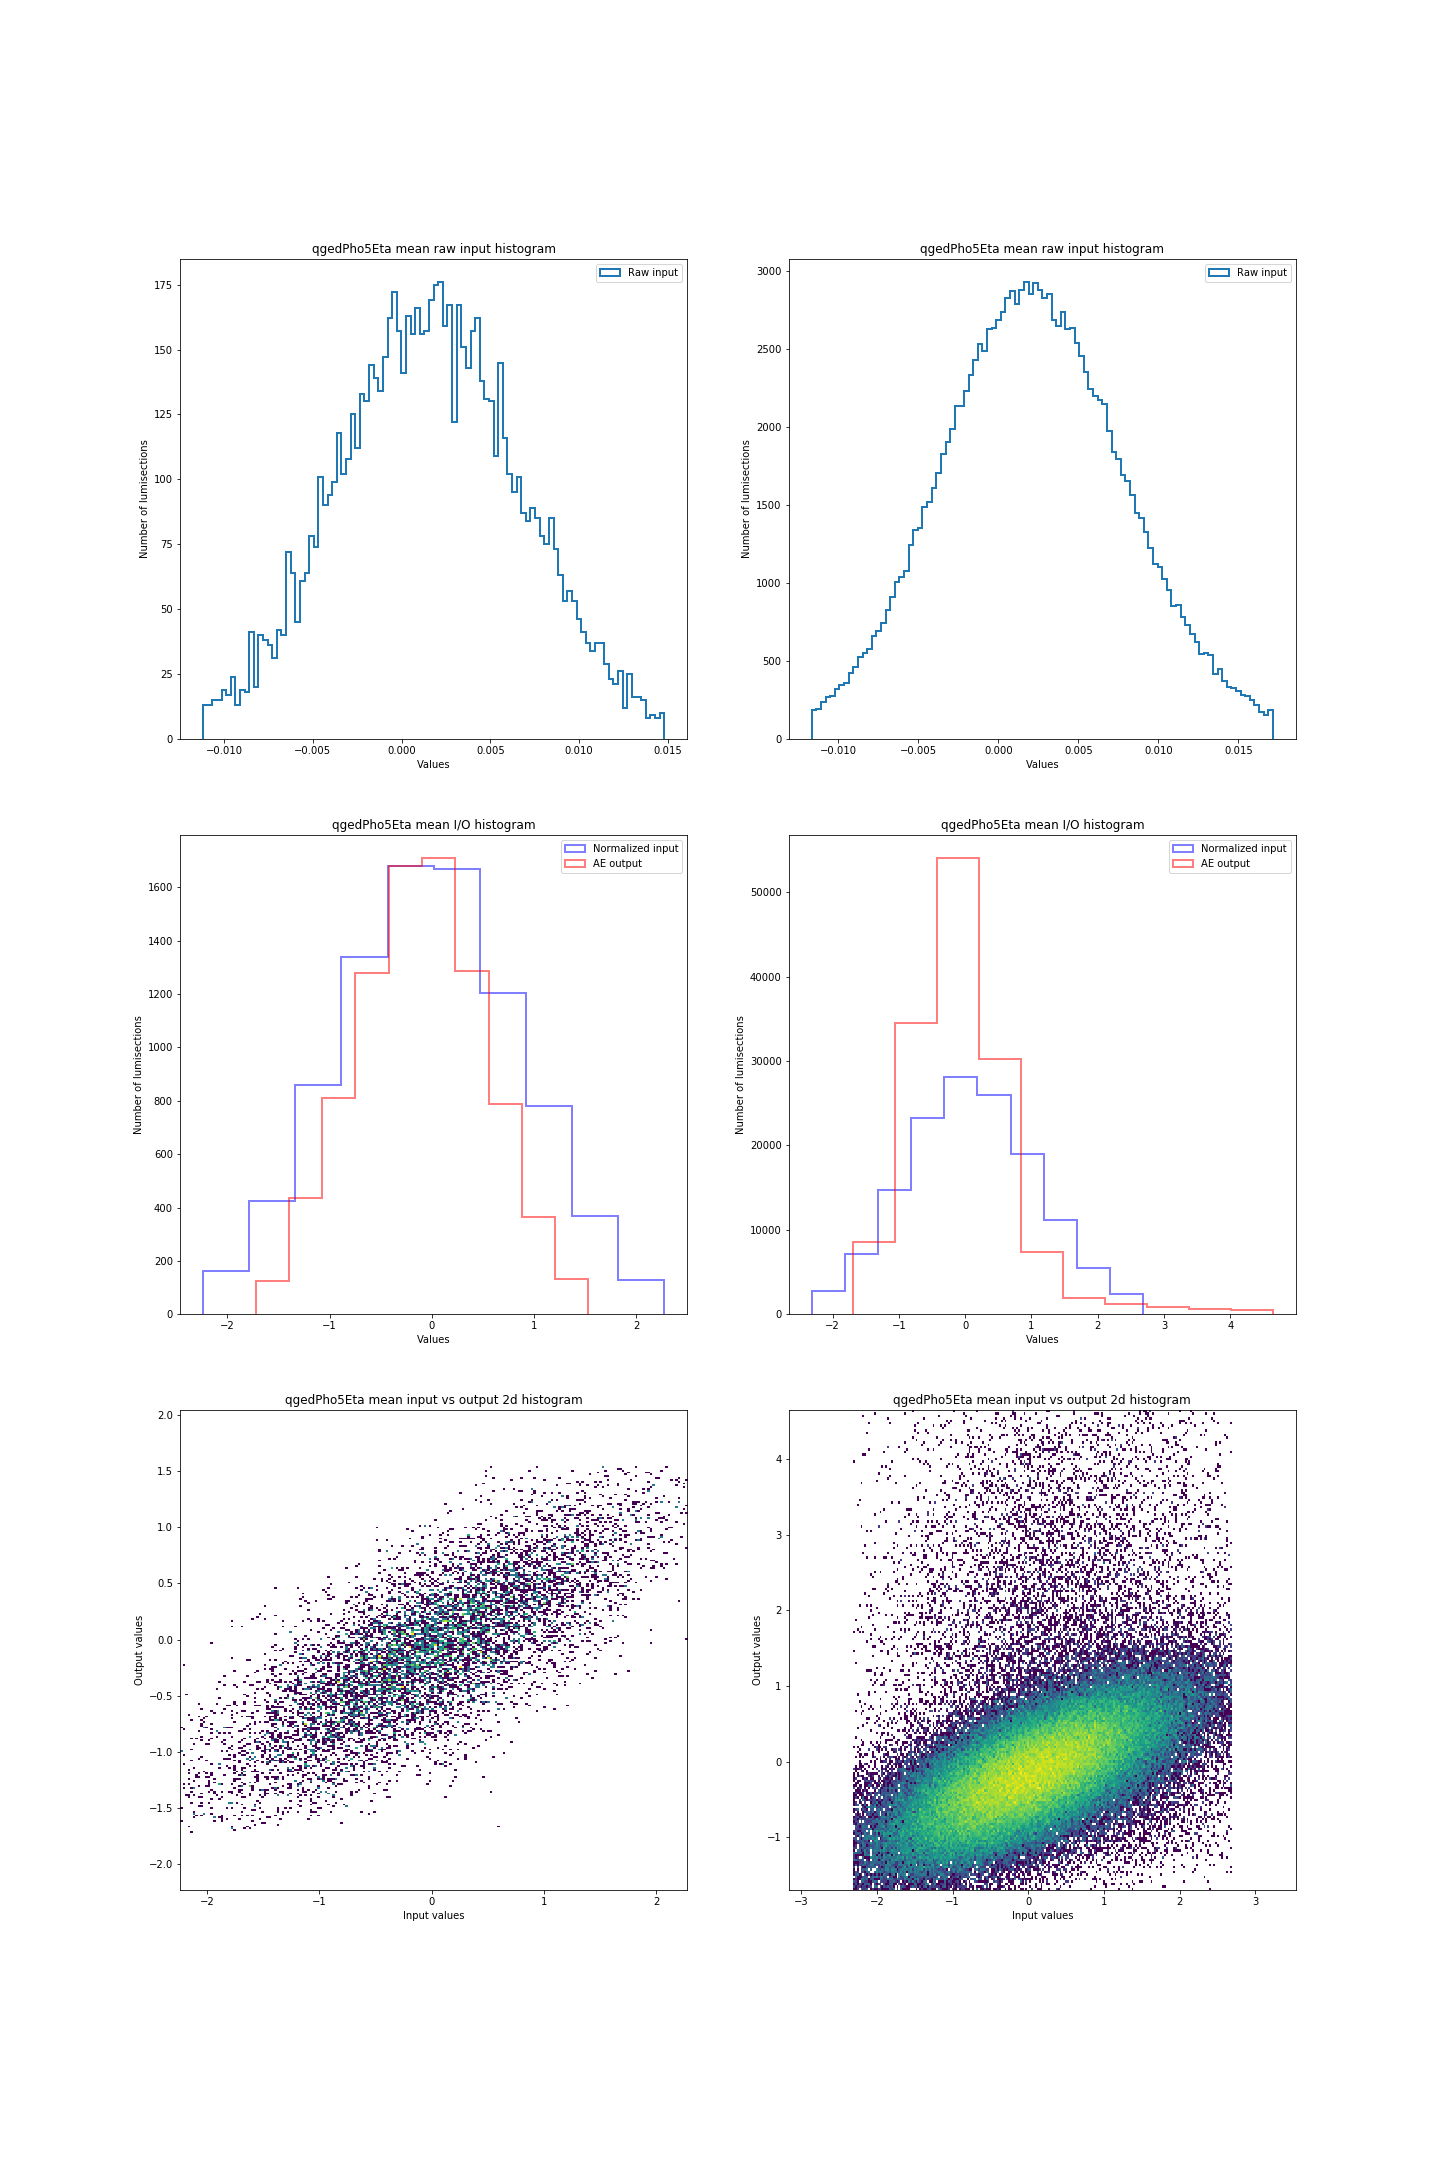 qgedPho5Eta mean raw input histogram
Raw input
175
150
125
100
75
50
25
0
Number of lumisections
−0.010 −0.005 0.000 0.005 0.010 0.015
Values
qgedPho5Eta mean raw input histogram
Raw input
3000
2500
2000
1500
1000
500
0
Number of lumisections
−0.010 −0.005 0.000 0.005 0.010 0.015
Values
qgedPho5Eta mean I/O histogram
Normalized input
AE output
1600
1400
1200
1000
800
600
400
200
0
Number of lumisections
−2 −1 0 1 2
Values
qgedPho5Eta mean I/O histogram
Normalized input
AE output
50000
40000
30000
20000
10000
0
Number of lumisections
−2 −1 0 1 2 3 4
Values
qgedPho5Eta mean input vs output 2d histogram
2.0
1.5
1.0
0.5
0.0
−0.5
−1.0
−1.5
−2.0
Output values
−2 −1 0 1 2
Input values
qgedPho5Eta mean input vs output 2d histogram
4
3
2
1
0
−1
Output values
−3 −2 −1 0 1 2 3
Input values